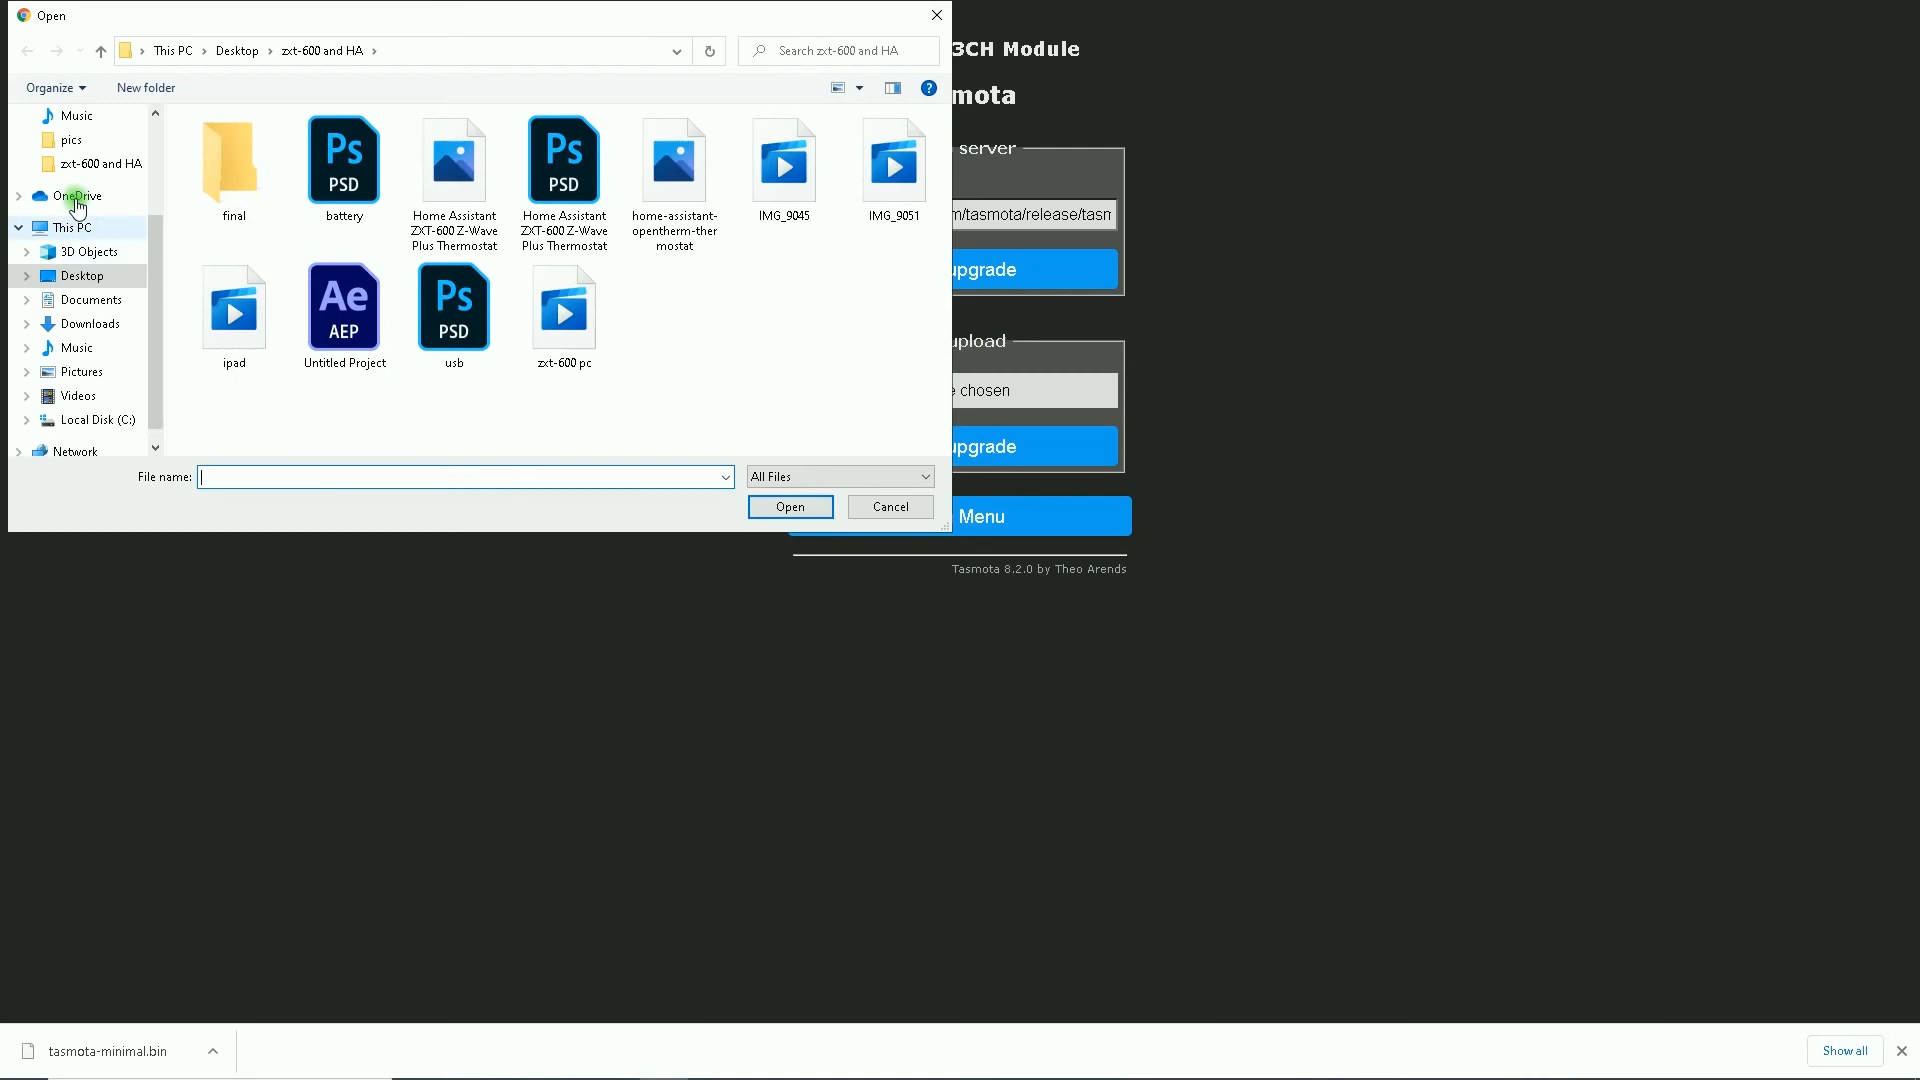 Open
This PC
Desktop
zxt-600 and HA
Search zxt-600 and HA
Organize
New folder
Music
pics
zxt-600 and HA
OneDrive
This PC
3D Objects
Desktop
Documents
Downloads
Music
Pictures
Videos
Local Disk (C:)
Network
Ps
PSD
Ps
PSD
final
battery
Home Assistant
ZXT-600 Z-Wave
Plus Thermostat
Home Assistant
ZXT-600 Z-Wave
Plus Thermostat
home-assistant-
opentherm-ther
mostat
IMG_9045
IMG_9051
Ae
AEP
Ps
PSD
ipad
Untitled Project
usb
zxt-600 pc
File name:
All Files
Open
Cancel
3CH Module
mota
server
m/tasmota/release/tasm
upgrade
upload
e chosen
upgrade
Menu
Tasmota 8.2.0 by Theo Arends
tasmota-minimal.bin
Show all